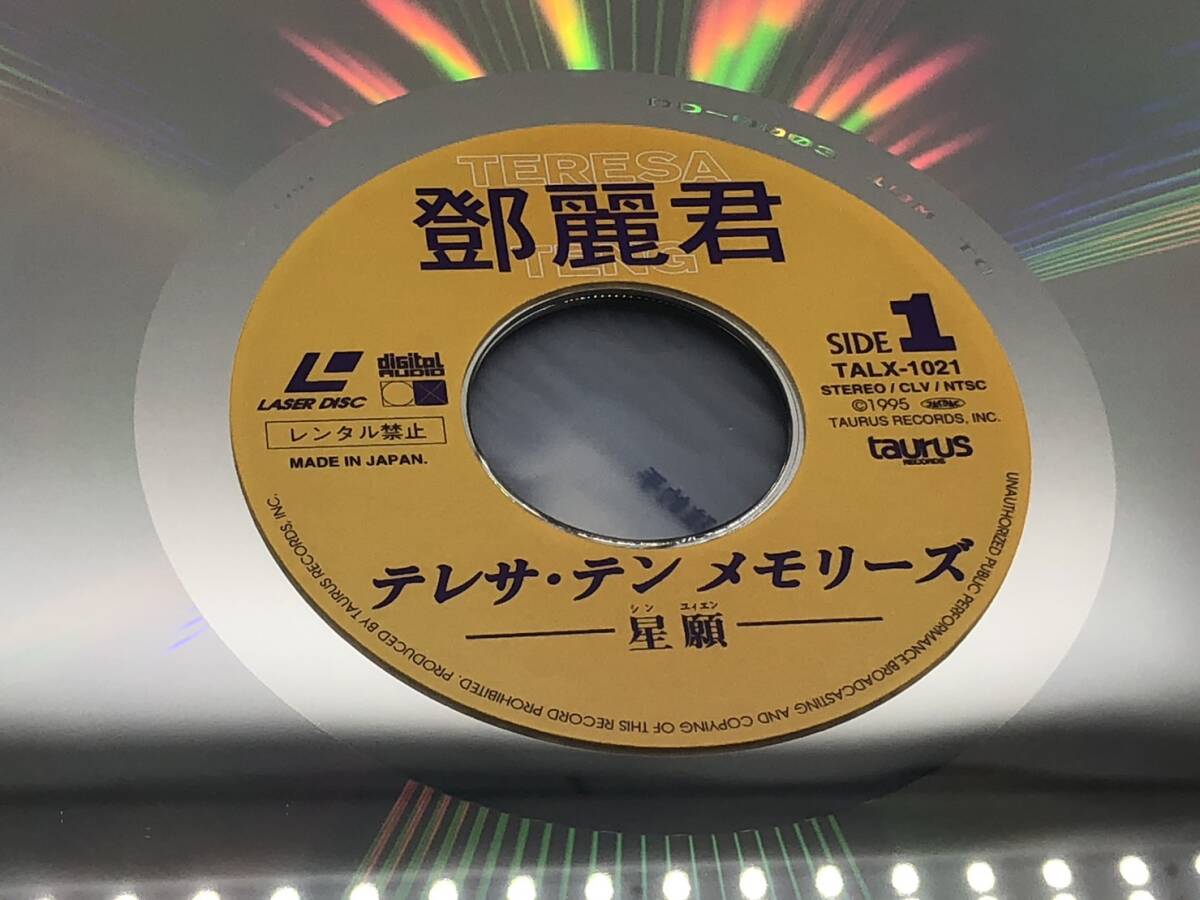 TERESA
鄧麗君
TENG
SIDE 1
TALX-1021
STEREO / CLV / NTSC
©1995
TAURUS RECORDS, INC.
taurus
RECORDS
LASER DISC
digital
AUDIO
レンタル禁止
MADE IN JAPAN.
テレサ・テン メモリーズ
シン ユィエン
星願
UNAUTHORIZED PUBLIC PERFORMANCE,BROADCASTING AND COPYING OF THIS RECORD PROHIBITED. PRODUCED BY TAURUS RECORDS, INC.